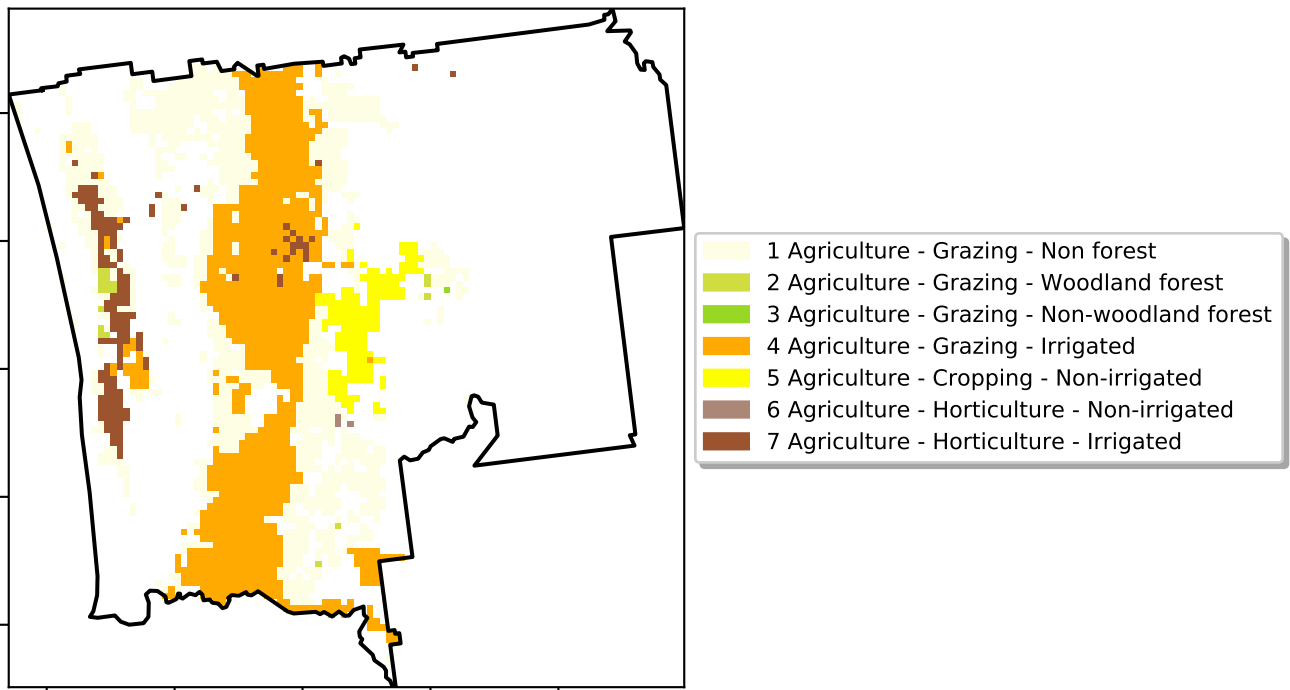 1 Agriculture - Grazing - Non forest
2 Agriculture - Grazing - Woodland forest
3 Agriculture - Grazing - Non-woodland forest
4 Agriculture - Grazing - Irrigated
5 Agriculture - Cropping - Non-irrigated
6 Agriculture - Horticulture - Non-irrigated
7 Agriculture - Horticulture - Irrigated